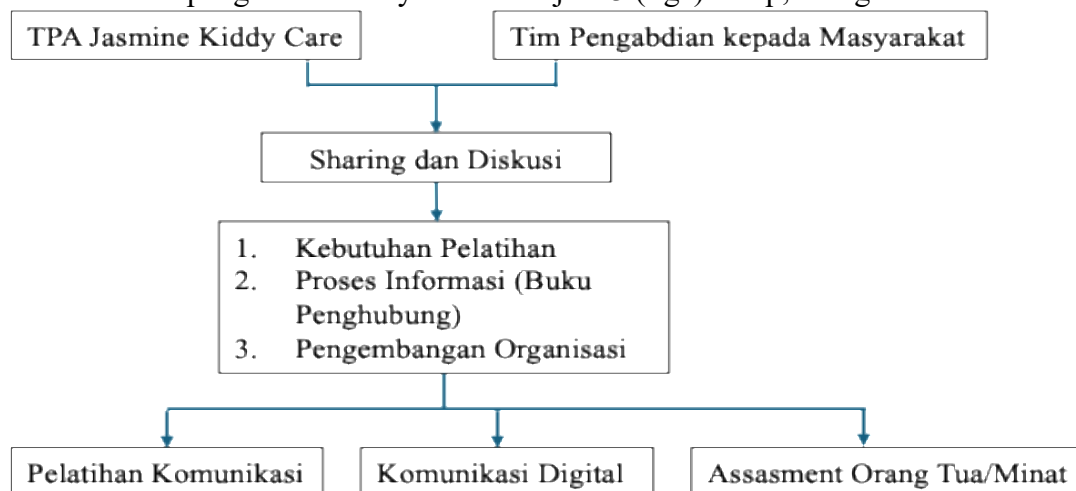 TPA Jasmine Kiddy Care
Tim Pengabdian kepada Masyarakat
Sharing dan Diskusi
1. Kebutuhan Pelatihan
2. Proses Informasi (Buku
Penghubung)
3. Pengembangan Organisasi
Pelatihan Komunikasi
Komunikasi Digital
Assasment Orang Tua/Minat